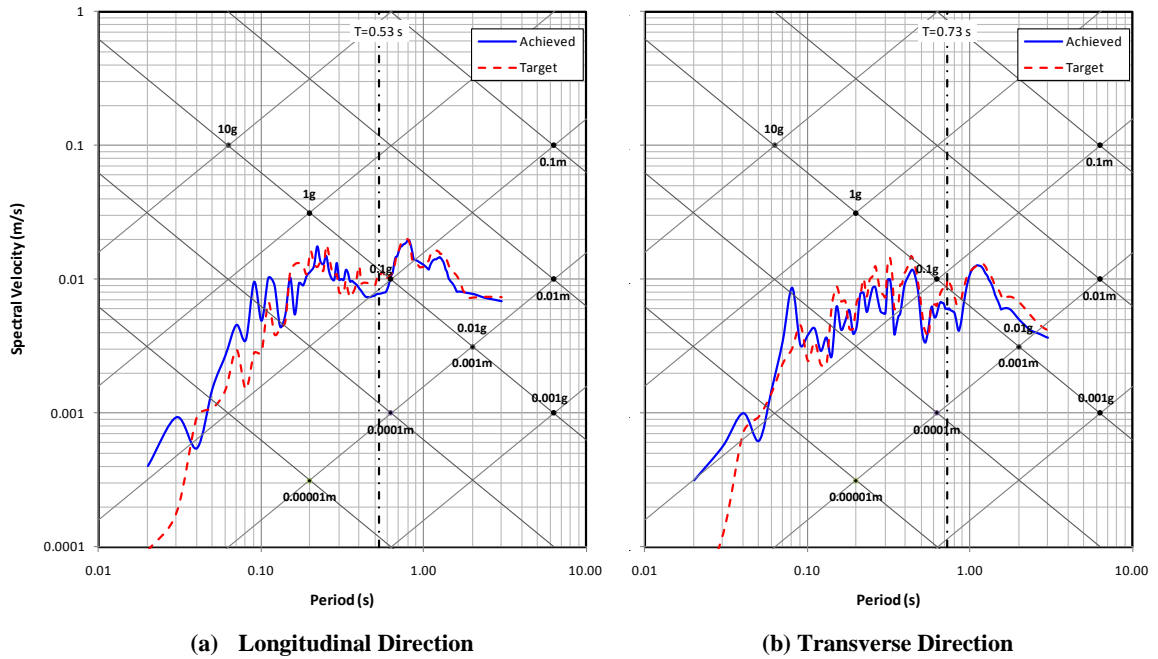 1
0.1
0.01
0.001
0.0001
Spectral Velocity (m/s)
T=0.53 s
Achieved
Target
10g
1g
0.1g
0.01g
0.001g
0.1m
0.01m
0.001m
0.0001m
0.00001m
0.01
0.10
1.00
10.00
Period (s)
(a) Longitudinal Direction
T=0.73 s
Achieved
Target
10g
1g
0.1g
0.01g
0.001g
0.1m
0.01m
0.001m
0.0001m
0.00001m
0.01
0.10
1.00
10.00
Period (s)
(b) Transverse Direction